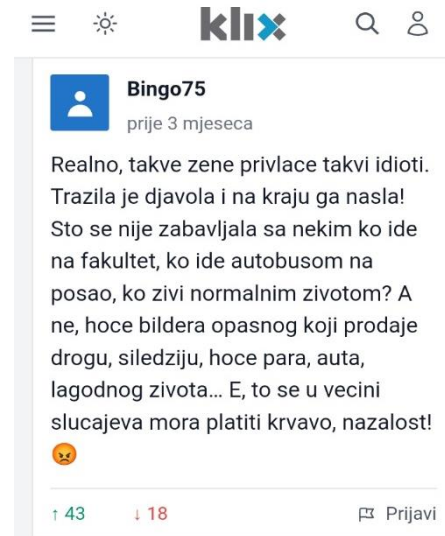 klix
Bingo75
prije 3 mjeseca
Realno, takve zene privlace takvi idioti.
Trazila je djavola i na kraju ga nasla!
Sto se nije zabavljala sa nekim ko ide
na fakultet, ko ide autobusom na
posao, ko zivi normalnim zivotom? A
ne, hoce bildera opasnog koji prodaje
drogu, siledziju, hoce para, auta,
lagodnog zivota... E, to se u vecini
slucajeva mora platiti krvavo, nazalost!
😡
↑ 43 ↓ 18 Prijavi